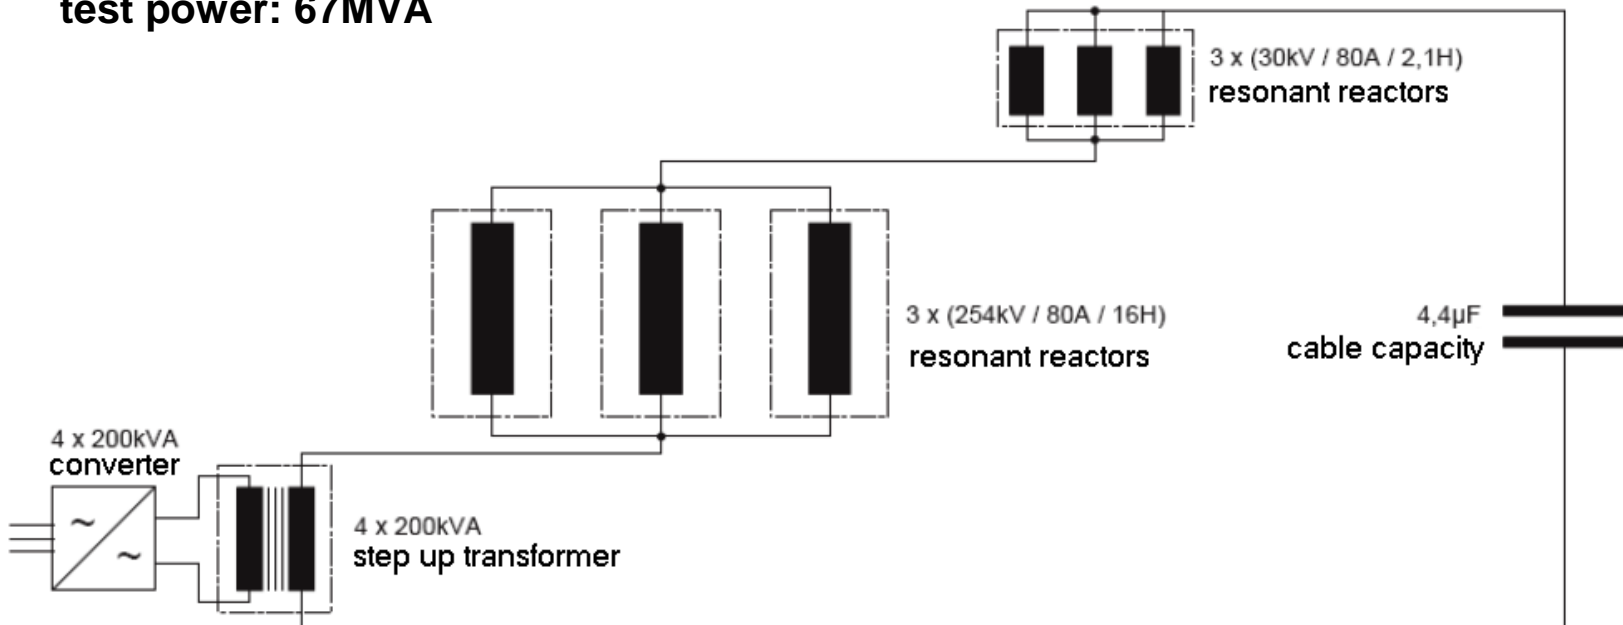 test power: 67MVA
3 x (30kV / 80A / 2,1H)
resonant reactors
3 x (254kV / 80A / 16H)
resonant reactors
4,4µF
cable capacity
4 x 200kVA
converter
~
~
4 x 200kVA
step up transformer